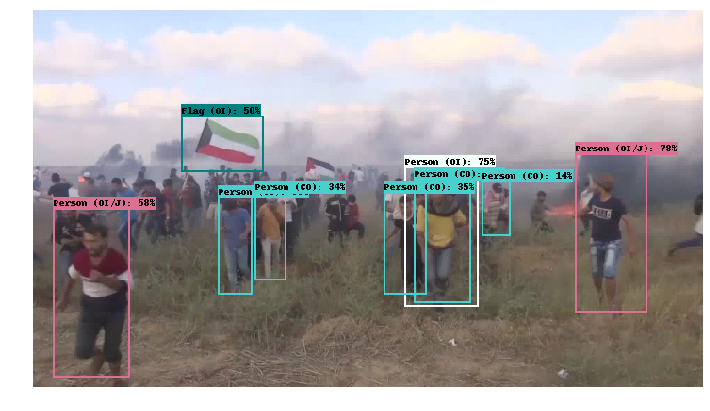 Flag (OI): 50%
Person (OI): 75%
Person (OI/J): 78%
Person (CO):
Person (CO): 14%
Person (CO): 34%
Person (CO): 35%
Person
Person (OI/J): 58%